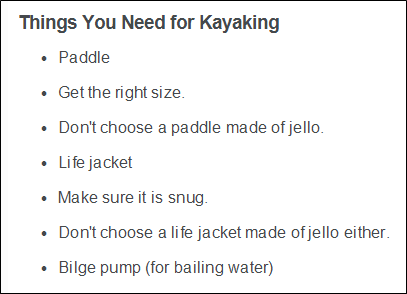 Things You Need for Kayaking
• Paddle
• Get the right size.
• Don't choose a paddle made of jello.
• Life jacket
• Make sure it is snug.
• Don't choose a life jacket made of jello either.
• Bilge pump (for bailing water)